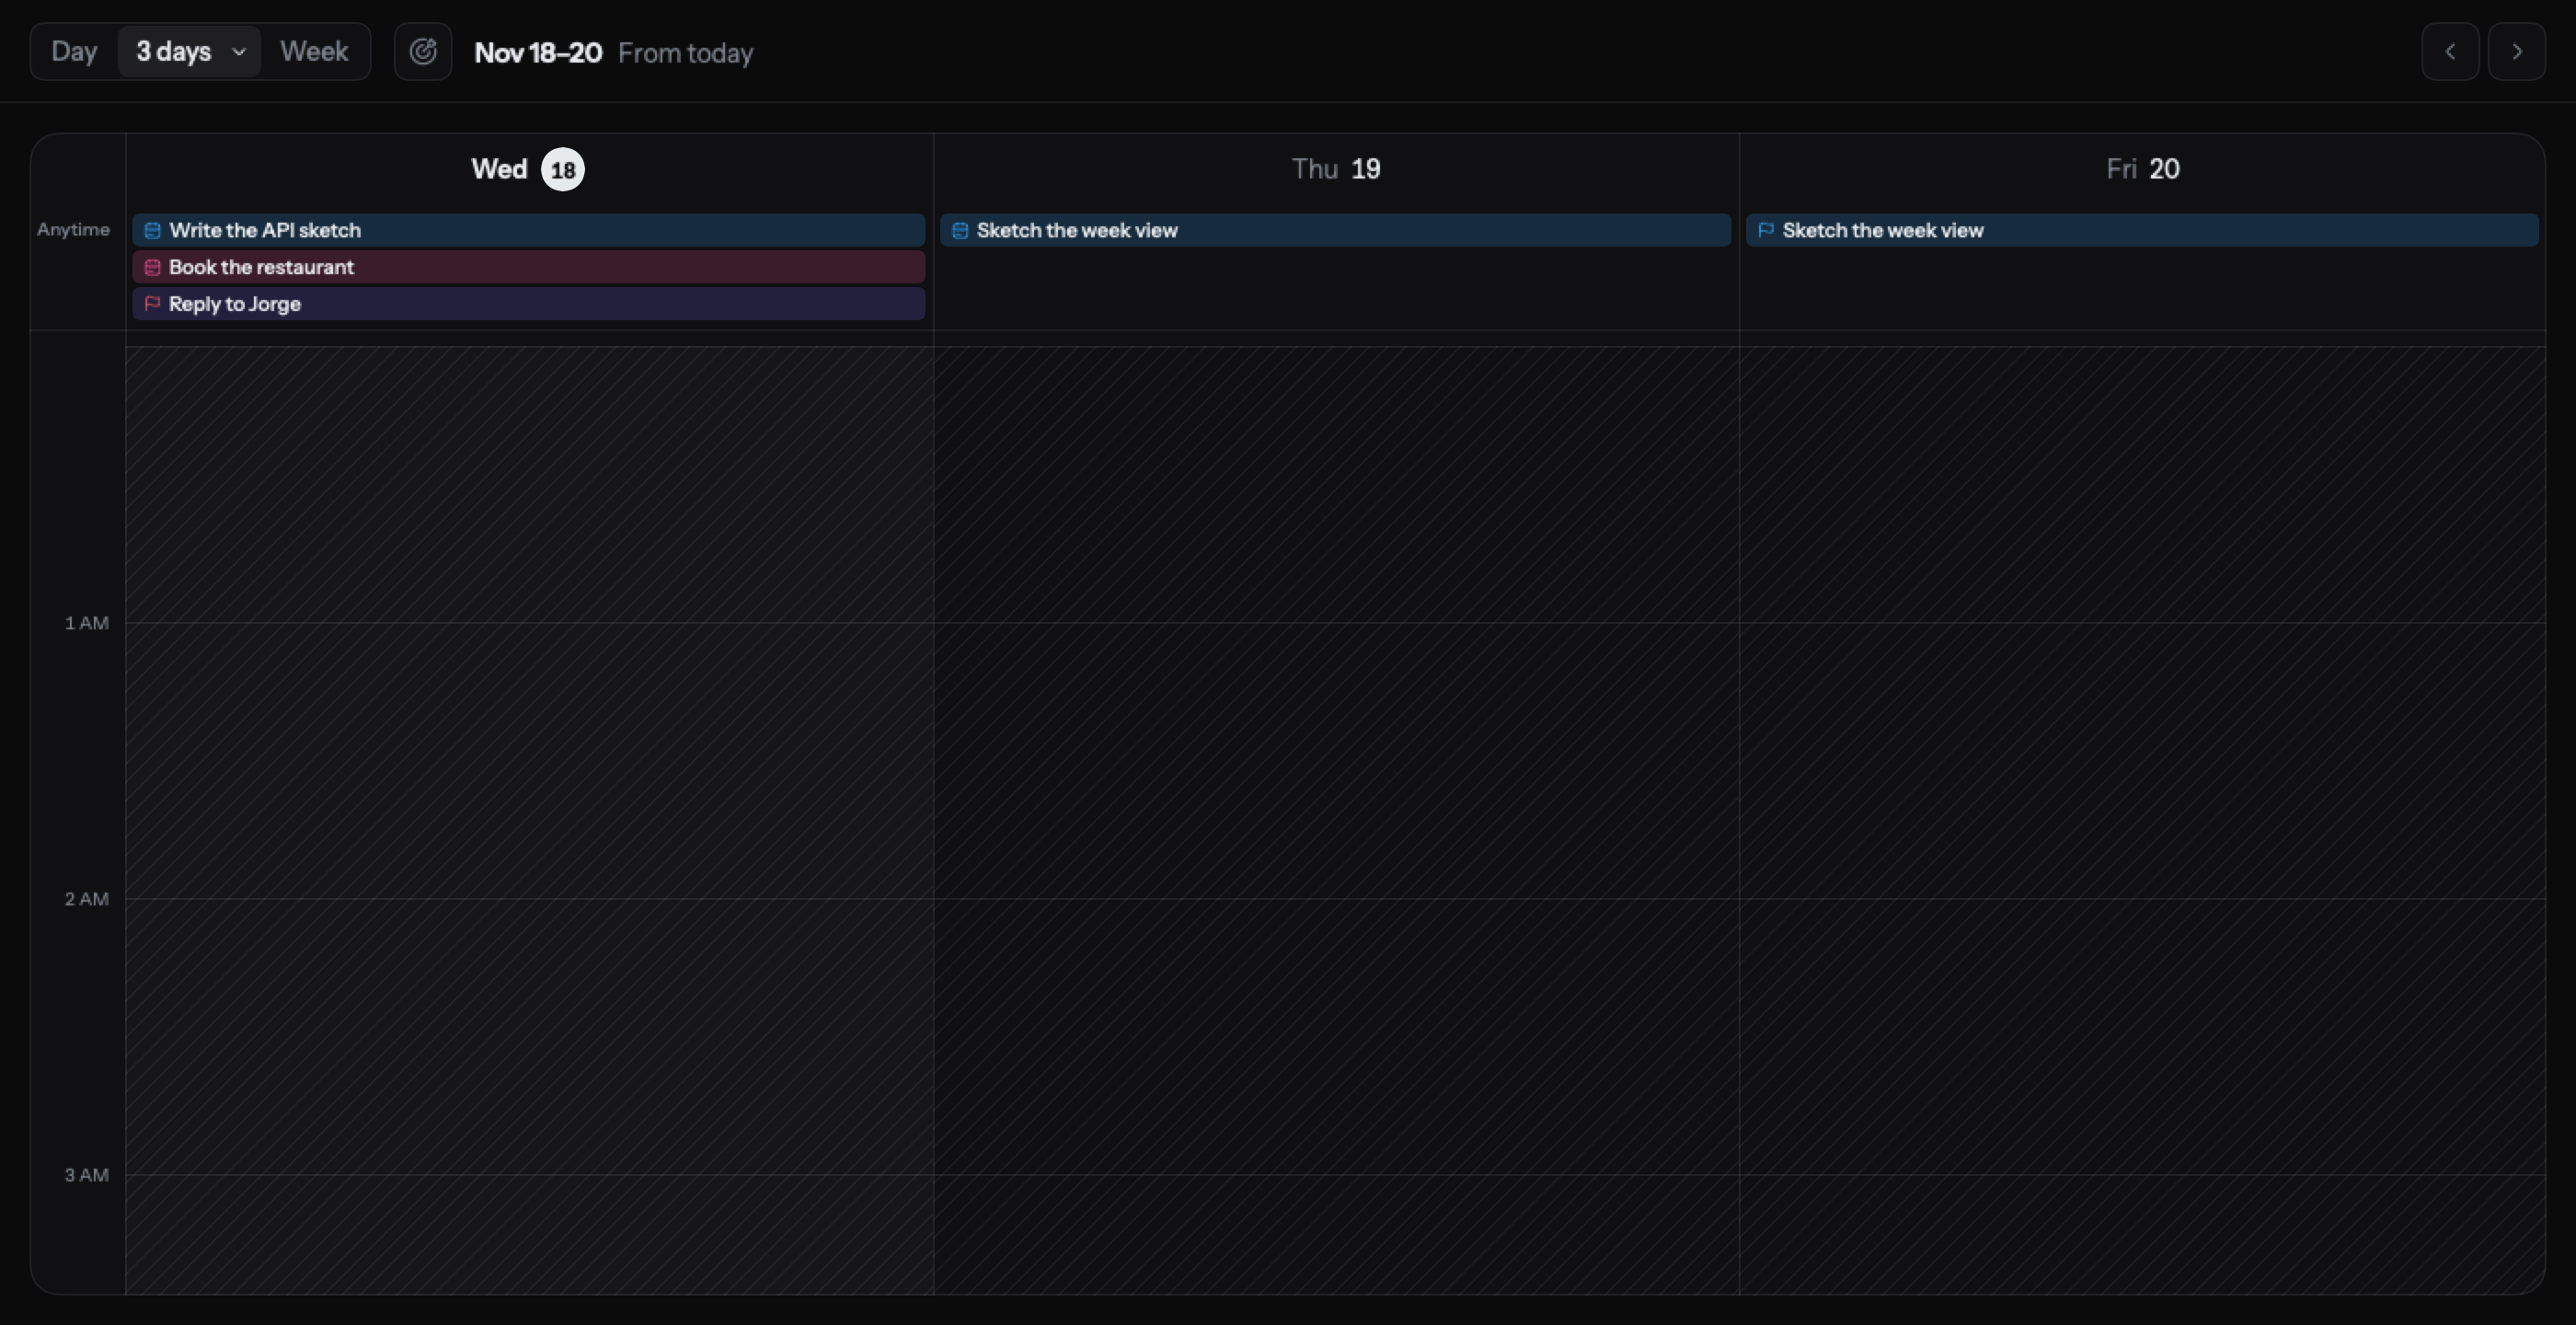 Day 3 days Week Nov 18–20 From today
Wed 18 Thu 19 Fri 20
Anytime Write the API sketch Sketch the week view Sketch the week view
Book the restaurant
Reply to Jorge
1 AM
2 AM
3 AM